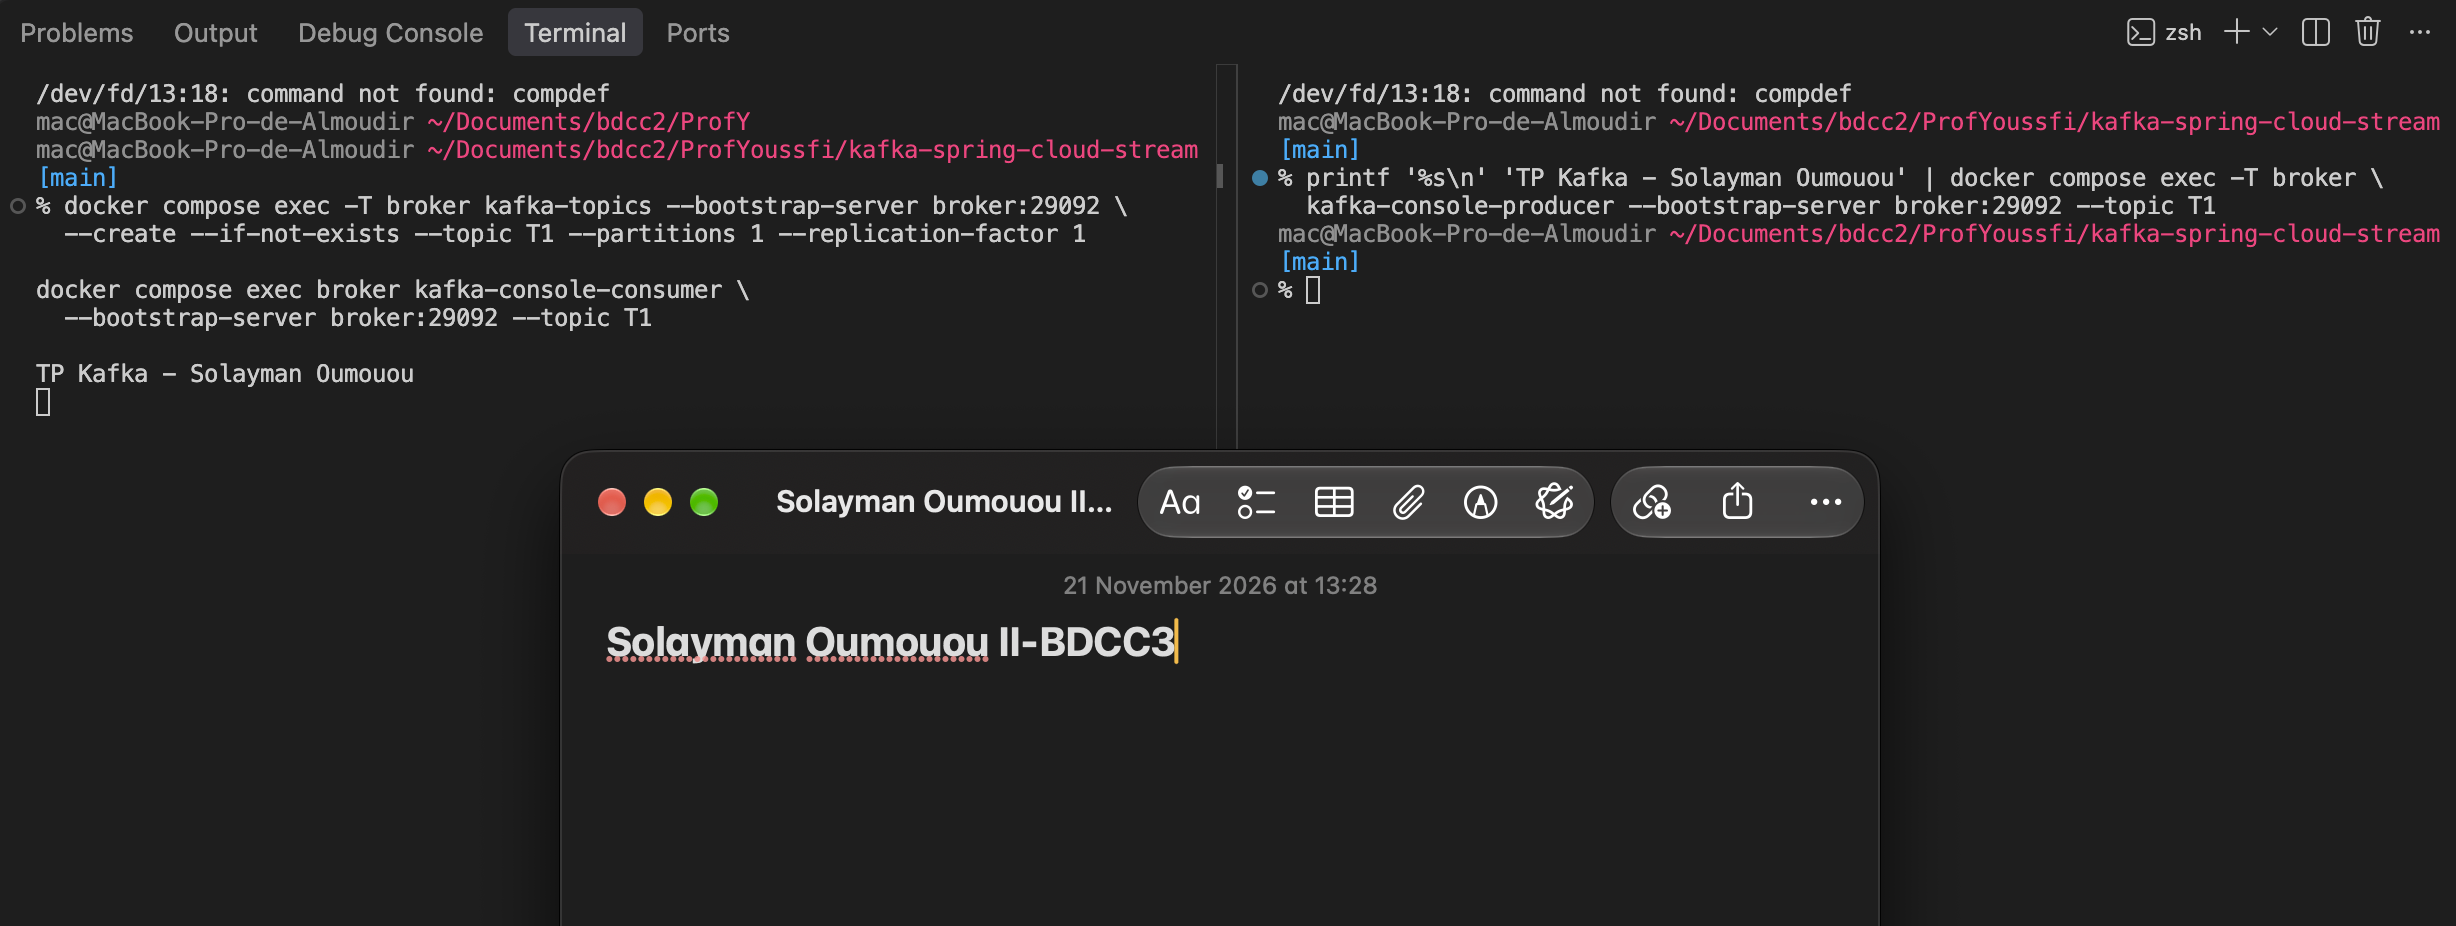 Problems Output Debug Console Terminal Ports
zsh
/dev/fd/13:18: command not found: compdef
mac@MacBook-Pro-de-Almoudir ~/Documents/bdcc2/ProfY
mac@MacBook-Pro-de-Almoudir ~/Documents/bdcc2/ProfYoussfi/kafka-spring-cloud-stream
[main]
% docker compose exec -T broker kafka-topics --bootstrap-server broker:29092 \
--create --if-not-exists --topic T1 --partitions 1 --replication-factor 1
docker compose exec broker kafka-console-consumer \
--bootstrap-server broker:29092 --topic T1
TP Kafka - Solayman Oumouou
/dev/fd/13:18: command not found: compdef
mac@MacBook-Pro-de-Almoudir ~/Documents/bdcc2/ProfYoussfi/kafka-spring-cloud-stream
[main]
% printf '%s\n' 'TP Kafka - Solayman Oumouou' | docker compose exec -T broker \
kafka-console-producer --bootstrap-server broker:29092 --topic T1
mac@MacBook-Pro-de-Almoudir ~/Documents/bdcc2/ProfYoussfi/kafka-spring-cloud-stream
[main]
%
Solayman Oumouou II...
Aa
21 November 2026 at 13:28
Solayman Oumouou II-BDCC3